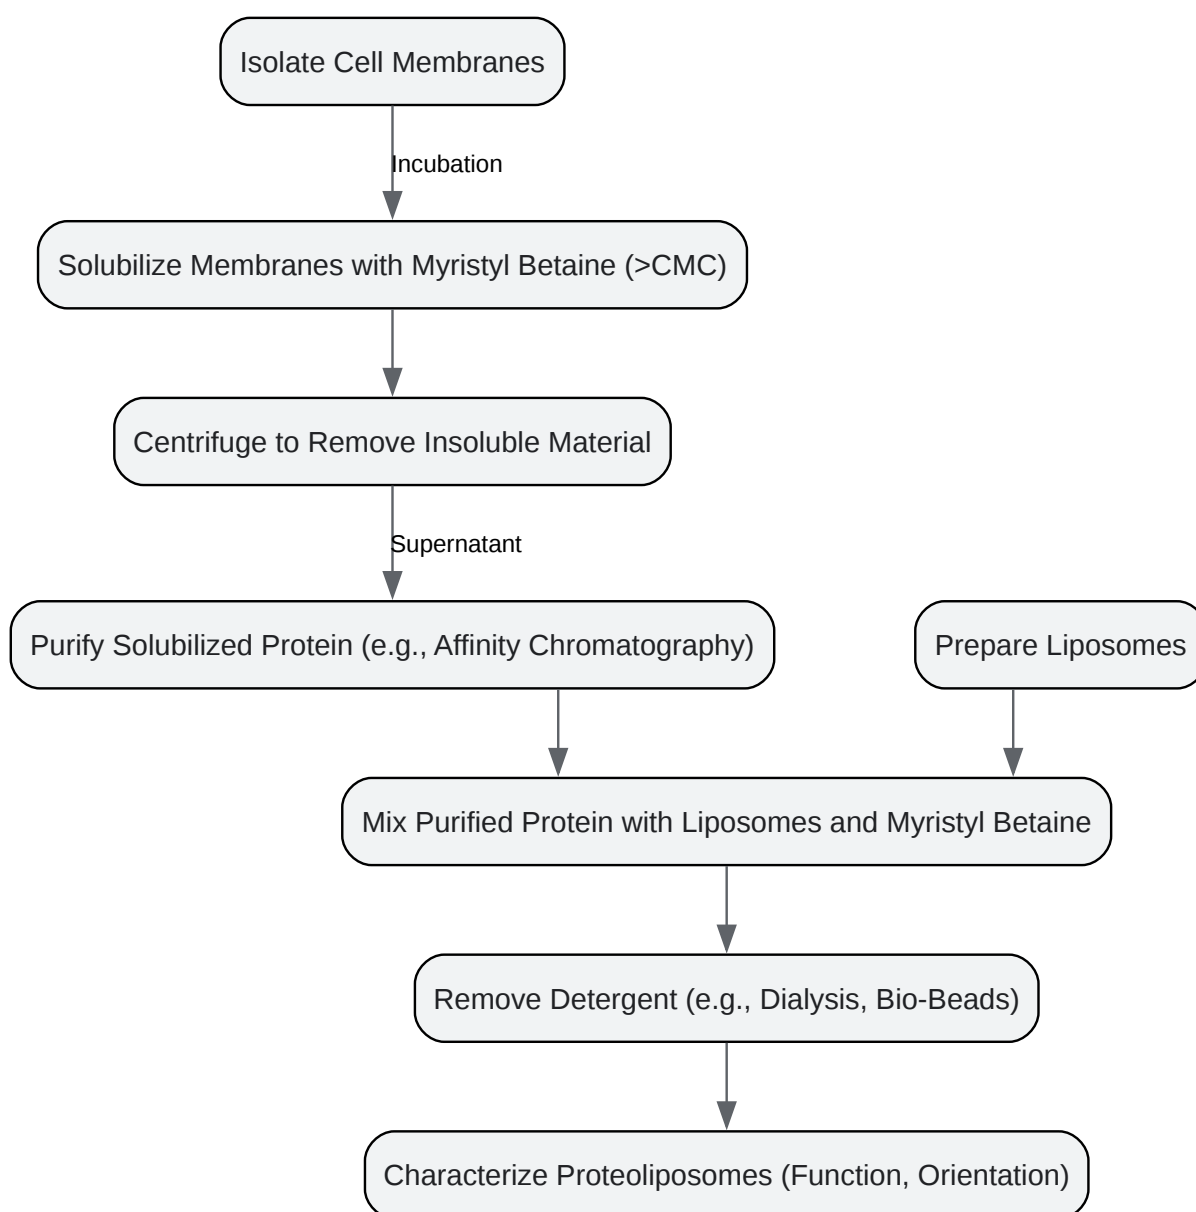 Isolate Cell Membranes
Incubation
Solubilize Membranes with Myristyl Betaine (>CMC)
Centrifuge to Remove Insoluble Material
Supernatant
Purify Solubilized Protein (e.g., Affinity Chromatography)
Prepare Liposomes
Mix Purified Protein with Liposomes and Myristyl Betaine
Remove Detergent (e.g., Dialysis, Bio-Beads)
Characterize Proteoliposomes (Function, Orientation)